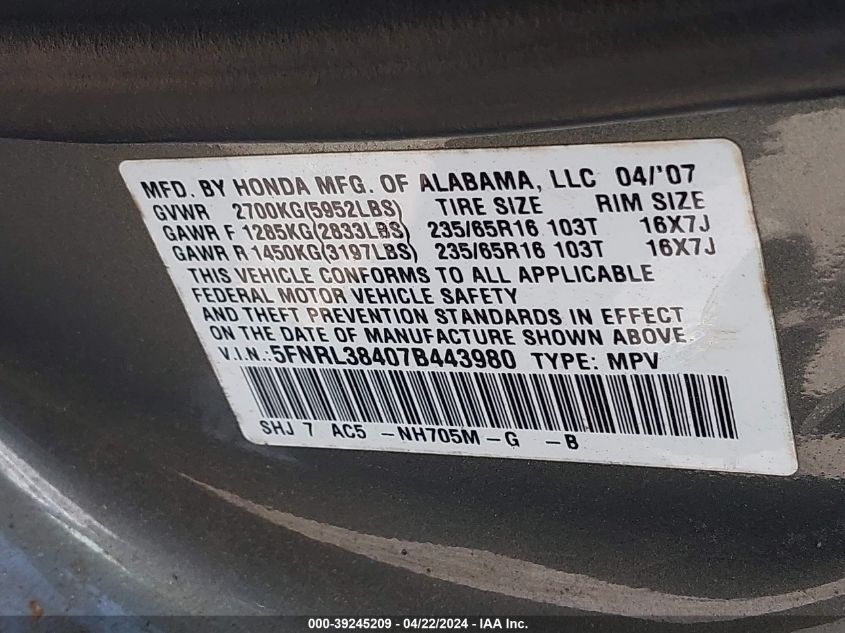 MFD. BY HONDA MFG. OF ALABAMA, LLC 04/'07
GVWR 2700KG(5952LBS) TIRE SIZE RIM SIZE
GAWR F 1285KG(2833LBS) 235/65R16 103T 16X7J
GAWR R 1450KG(3197LBS) 235/65R16 103T 16X7J
THIS VEHICLE CONFORMS TO ALL APPLICABLE
FEDERAL MOTOR VEHICLE SAFETY
AND THEFT PREVENTION STANDARDS IN EFFECT
ON THE DATE OF MANUFACTURE SHOWN ABOVE.
V.I.N.:5FNRL38407B443980 TYPE: MPV
SHJ 7 AC5 -NH705M-G -B
000-39245209 - 04/22/2024 - IAA Inc.